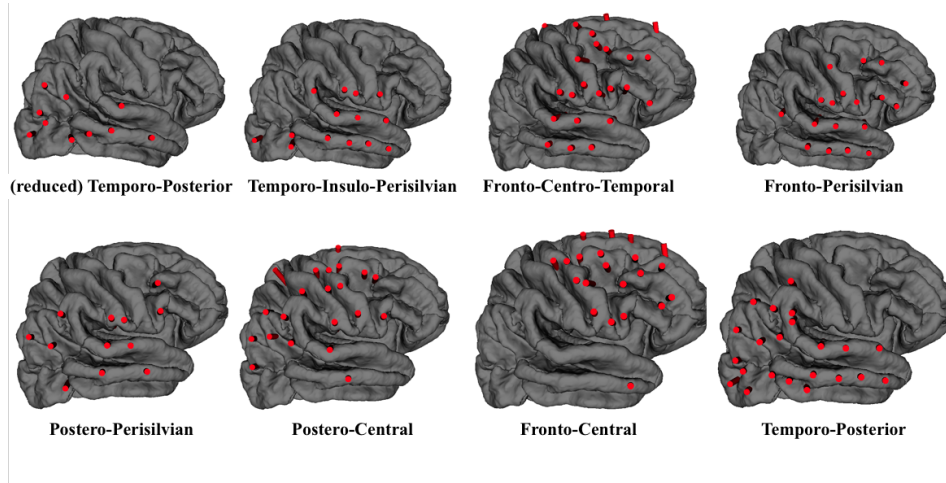 (reduced) Temporo-Posterior
Temporo-Insulo-Perisilvian
Fronto-Centro-Temporal
Fronto-Perisilvian
Postero-Perisilvian
Postero-Central
Fronto-Central
Temporo-Posterior